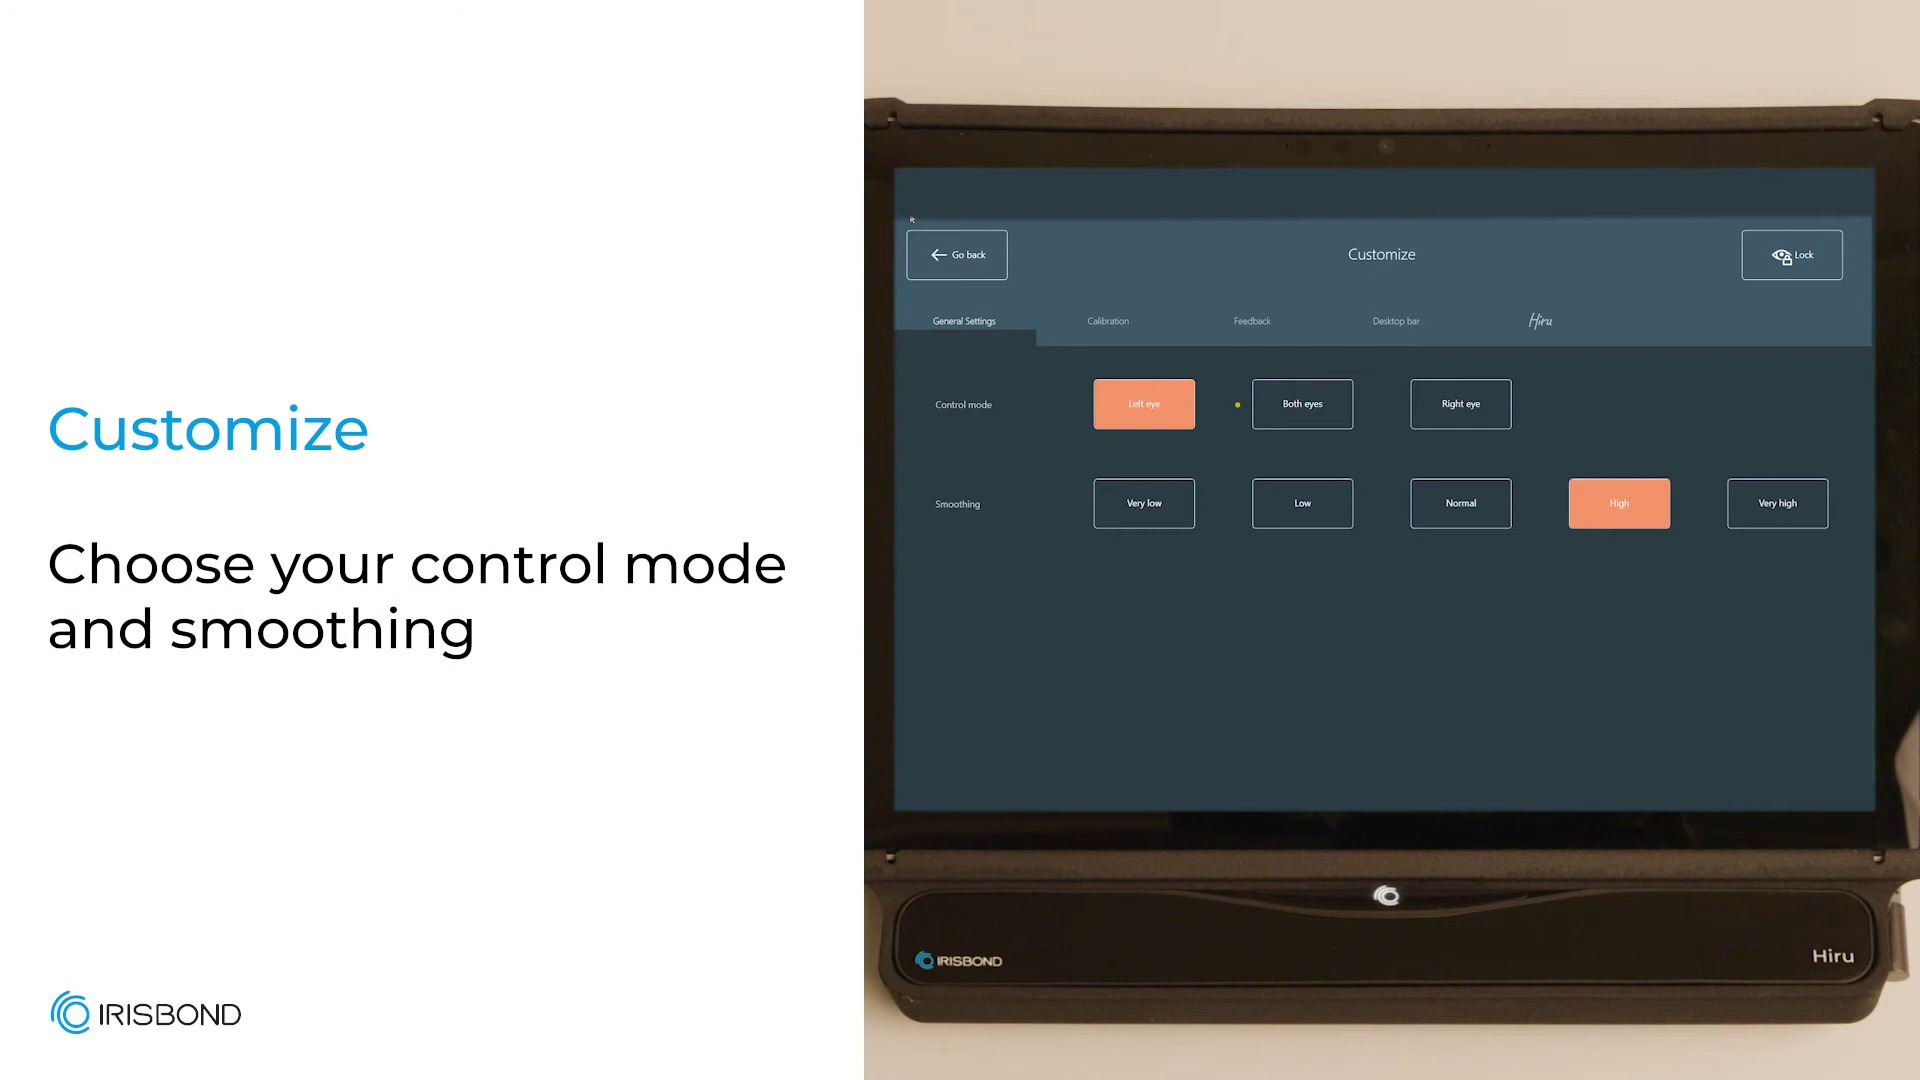 Customize
Choose your control mode
and smoothing
IRISBOND
Go back
Customize
Lock
General Settings
Calibration
Feedback
Desktop bar
Hiru
Control mode
Left eye
Both eyes
Right eye
Smoothing
Very low
Low
Normal
High
Very high
IRISBOND
Hiru